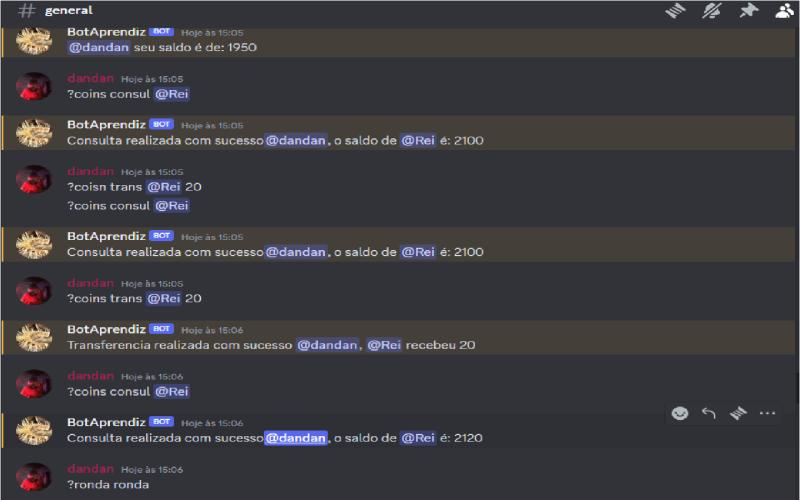 # general
BotAprendiz BOT Hoje às 15:05
@dandan seu saldo é de: 1950
dandan Hoje às 15:05
?coins consul @Rei
BotAprendiz BOT Hoje às 15:05
Consulta realizada com sucesso@dandan, o saldo de @Rei é: 2100
dandan Hoje às 15:05
?coisn trans @Rei 20
?coins consul @Rei
BotAprendiz BOT Hoje às 15:05
Consulta realizada com sucesso@dandan, o saldo de @Rei é: 2100
dandan Hoje às 15:05
?coins trans @Rei 20
BotAprendiz BOT Hoje às 15:06
Transferencia realizada com sucesso @dandan, @Rei recebeu 20
dandan Hoje às 15:06
?coins consul @Rei
BotAprendiz BOT Hoje às 15:06
Consulta realizada com sucesso@dandan, o saldo de @Rei é: 2120
dandan Hoje às 15:06
?ronda ronda